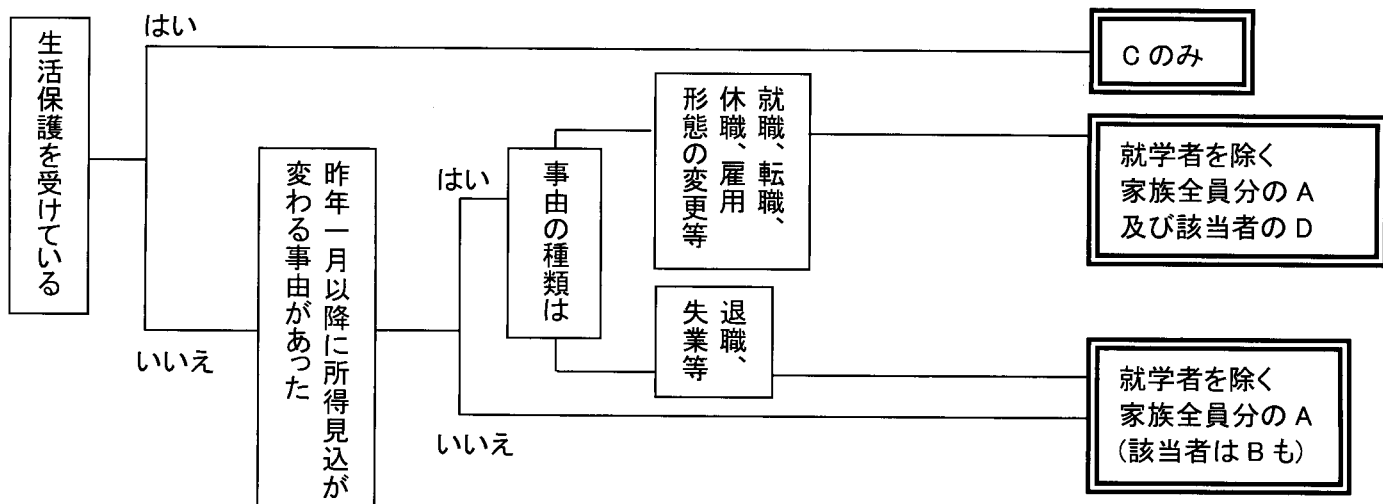 生活保護を受けている
はい
いいえ
昨年一月以降に所得見込が
変わる事由があった
はい
いいえ
事由の種類は
就職、転職、
休職、雇用
形態の変更等
退職、
失業等
Cのみ
就学者を除く
家族全員分のA
及び該当者のD
就学者を除く
家族全員分のA
(該当者はBも)